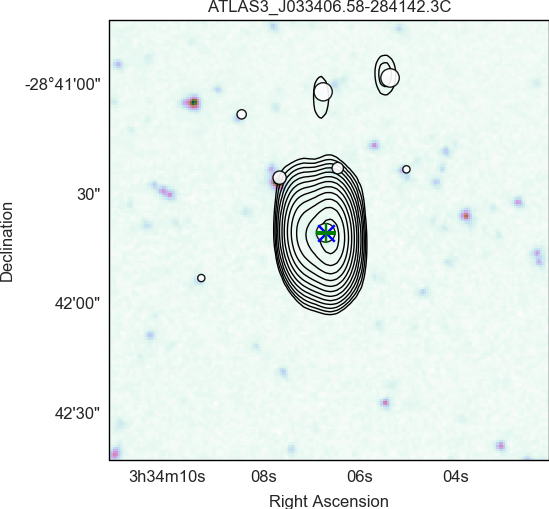 ATLAS3_J033406.58-284142.3C
-28°41'00"
30"
42'00"
42'30"
Declination
3h34m10s 08s 06s 04s
Right Ascension